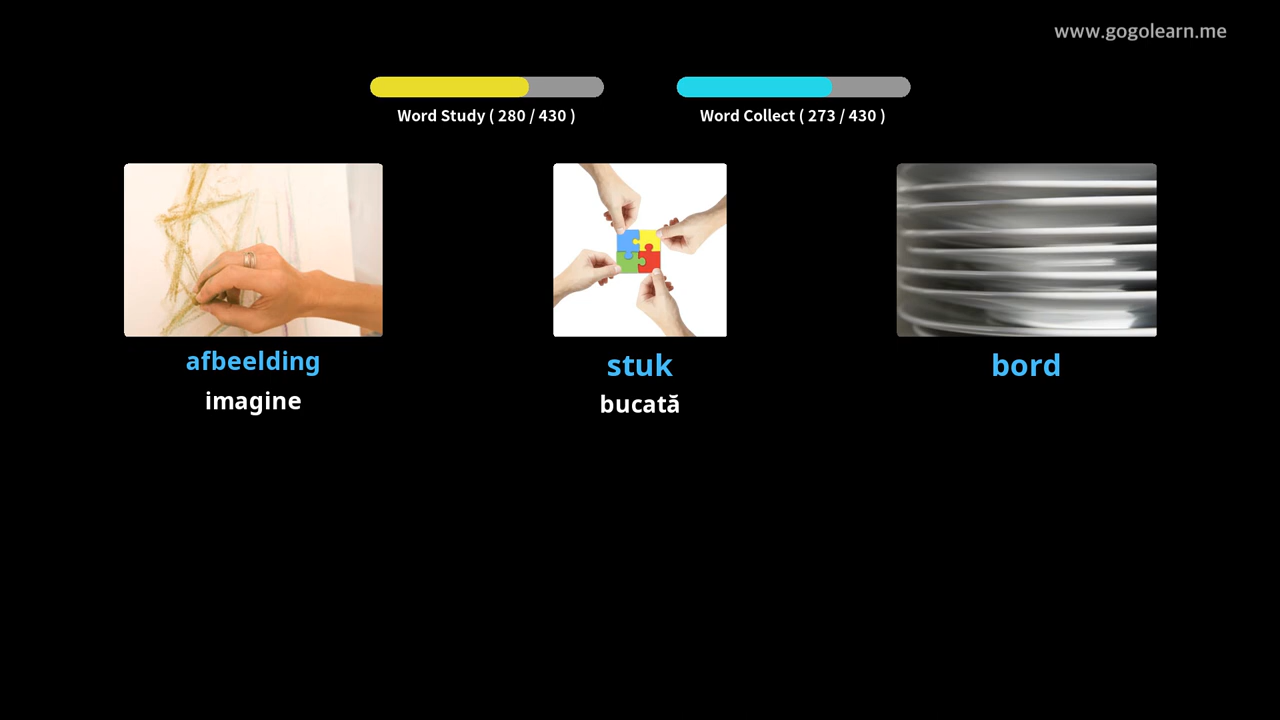 www.gogolearn.me
Word Study ( 280 / 430 )
Word Collect ( 273 / 430 )
afbeelding
imagine
stuk
bucată
bord